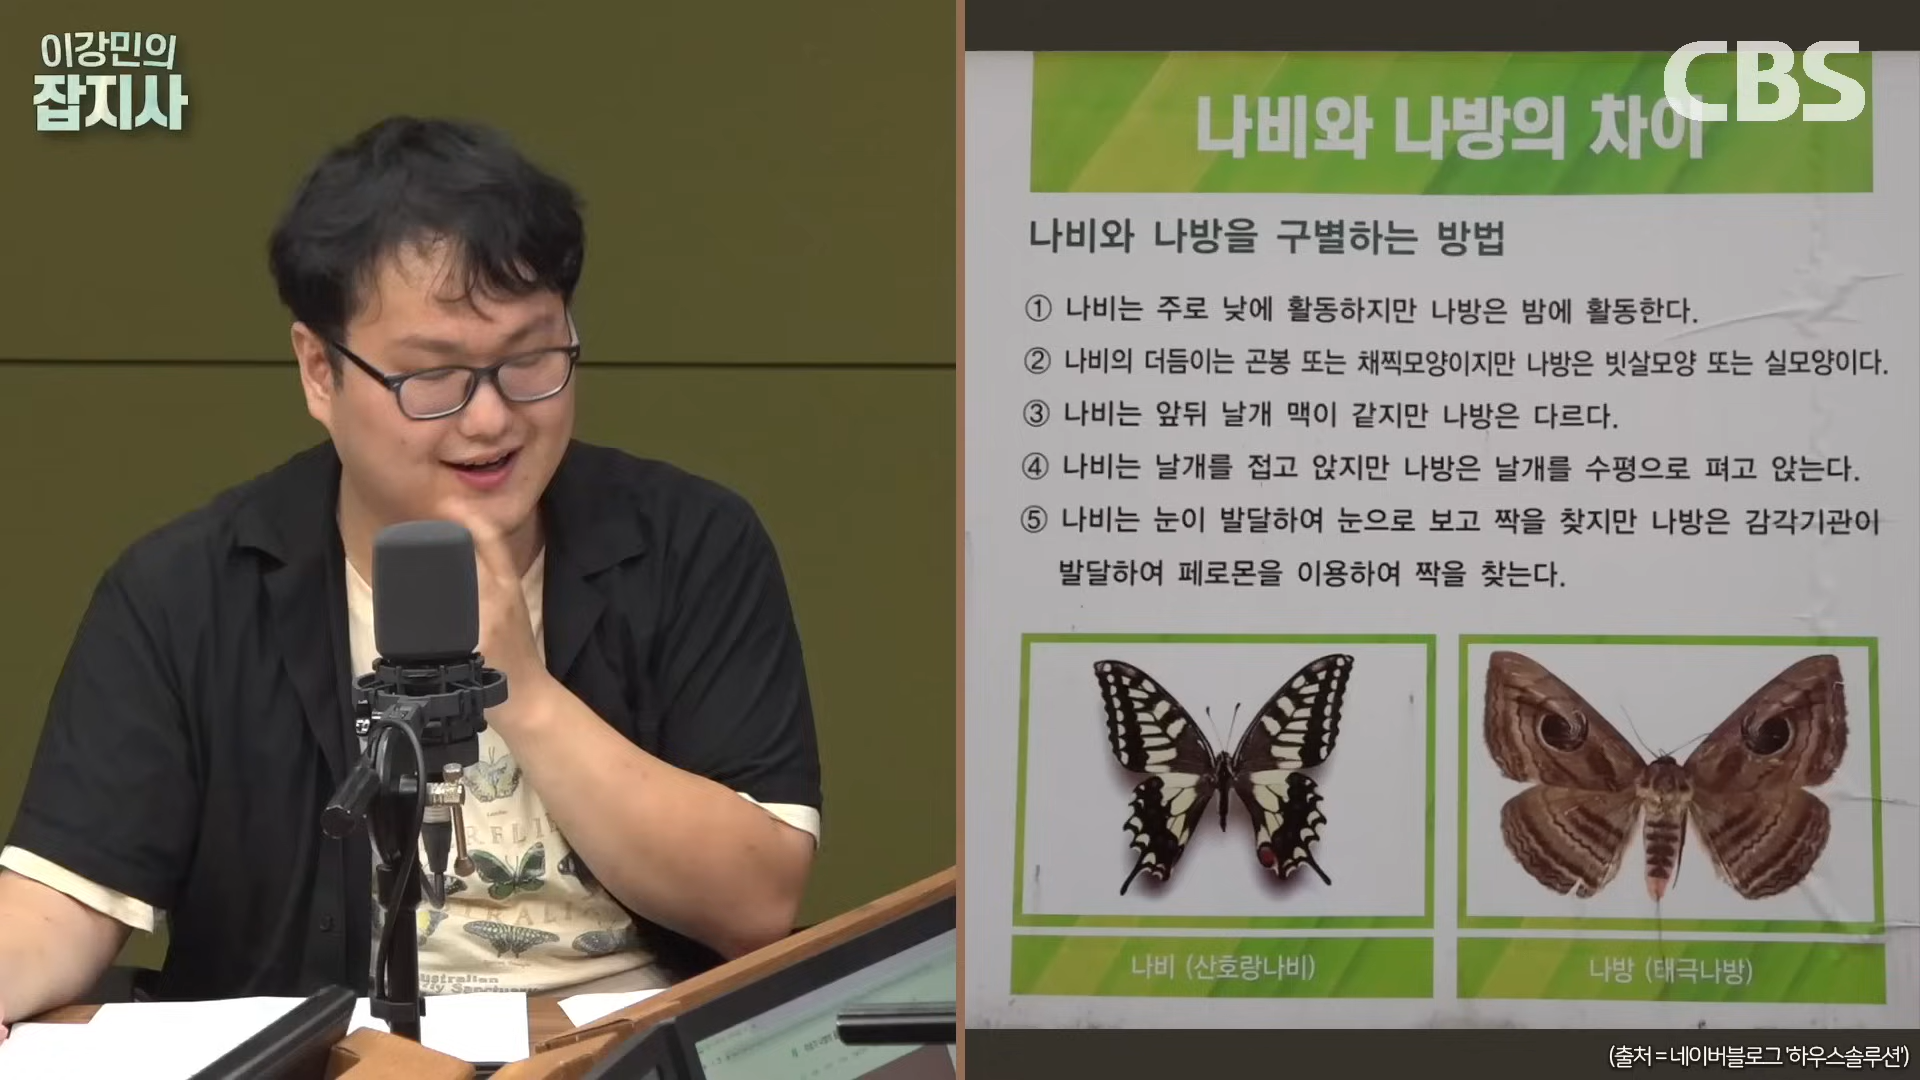 이강민의
잡지사
CBS
나비와 나방의 차이
나비와 나방을 구별하는 방법
① 나비는 주로 낮에 활동하지만 나방은 밤에 활동한다.
② 나비의 더듬이는 곤봉 또는 채찍모양이지만 나방은 빗살모양 또는 실모양이다.
③ 나비는 앞뒤 날개 맥이 같지만 나방은 다르다.
④ 나비는 날개를 접고 앉지만 나방은 날개를 수평으로 펴고 앉는다.
⑤ 나비는 눈이 발달하여 눈으로 보고 짝을 찾지만 나방은 감각기관이
발달하여 페로몬을 이용하여 짝을 찾는다.
나비 (산호랑나비)
나방 (태극나방)
(출처 = 네이버블로그 '하우스솔루션')